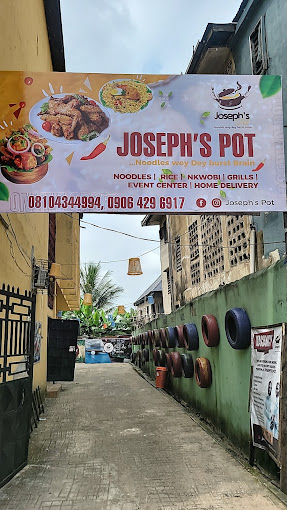 Joseph's
JOSEPH'S POT
...Noodles wey Dey Burst Brain
NOODLES | RICE | NKWOBI | GRILLS |
EVENT CENTER | HOME DELIVERY
08104344994, 0906 429 6917
Joseph's Pot